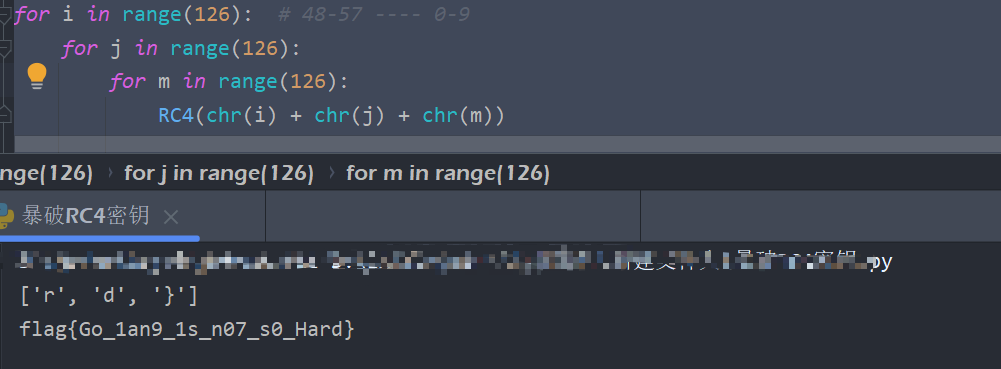 for i in range(126):  # 48-57 ---- 0-9
    for j in range(126):
        for m in range(126):
            RC4(chr(i) + chr(j) + chr(m))
nge(126) › for j in range(126) › for m in range(126)
暴破RC4密钥 ×
.py
['r', 'd', '}']
flag{Go_1an9_1s_n07_s0_Hard}